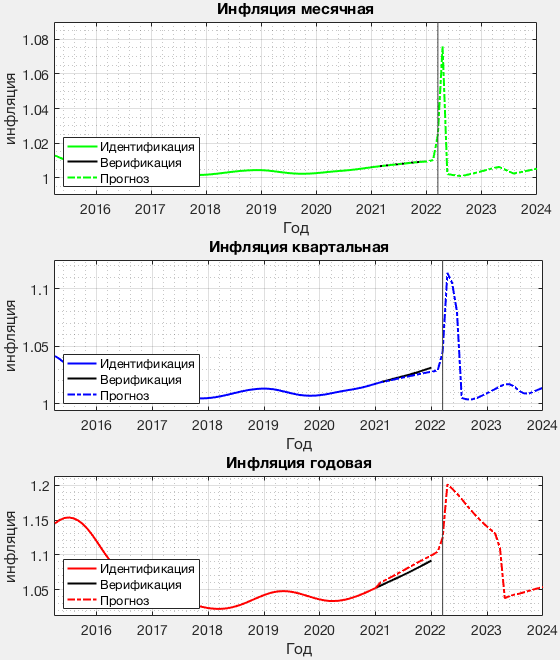 Инфляция месячная
1.08
1.06
1.04
1.02
1
инфляция
Идентификация
Верификация
Прогноз
2016 2017 2018 2019 2020 2021 2022 2023 2024
Год
Инфляция квартальная
1.1
1.05
1
инфляция
Идентификация
Верификация
Прогноз
2016 2017 2018 2019 2020 2021 2022 2023 2024
Год
Инфляция годовая
1.2
1.15
1.1
1.05
инфляция
Идентификация
Верификация
Прогноз
2016 2017 2018 2019 2020 2021 2022 2023 2024
Год